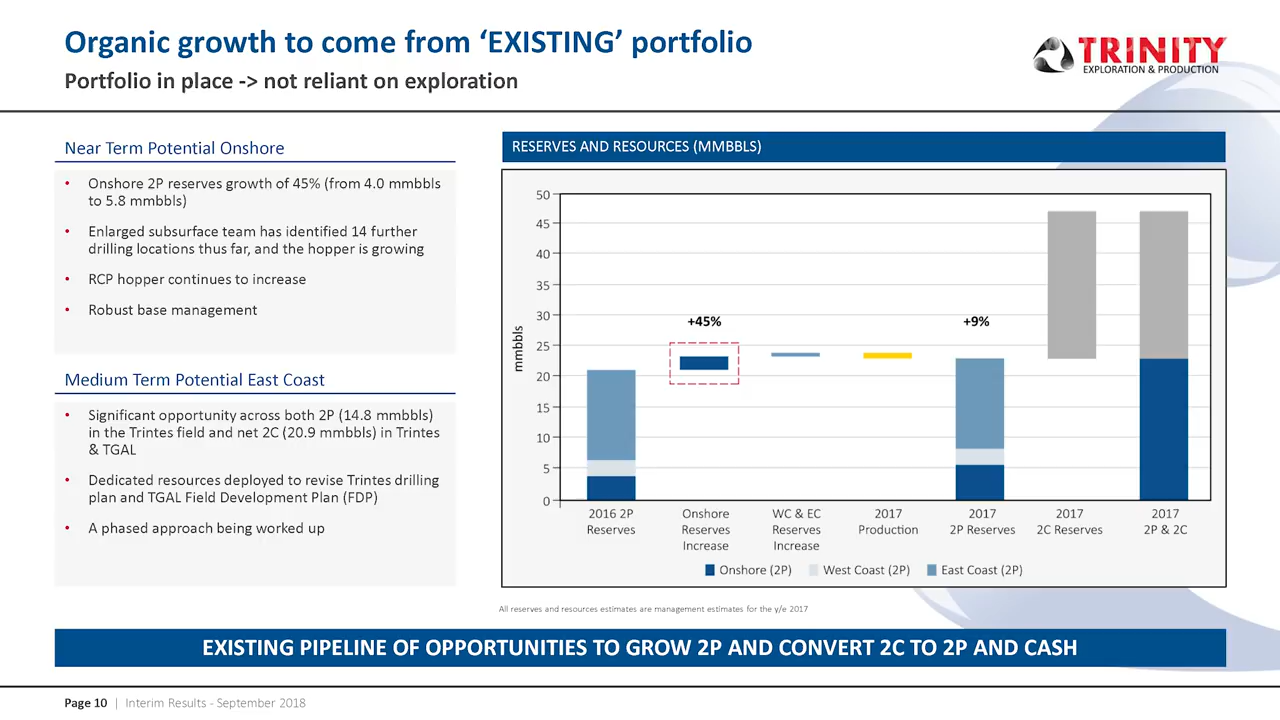 Organic growth to come from ‘EXISTING’ portfolio
Portfolio in place -> not reliant on exploration
TRINITY
EXPLORATION & PRODUCTION
Near Term Potential Onshore
• Onshore 2P reserves growth of 45% (from 4.0 mmbbls
to 5.8 mmbbls)
• Enlarged subsurface team has identified 14 further
drilling locations thus far, and the hopper is growing
• RCP hopper continues to increase
• Robust base management
Medium Term Potential East Coast
• Significant opportunity across both 2P (14.8 mmbbls)
in the Trintes field and net 2C (20.9 mmbbls) in Trintes
& TGAL
• Dedicated resources deployed to revise Trintes drilling
plan and TGAL Field Development Plan (FDP)
• A phased approach being worked up
RESERVES AND RESOURCES (MMBBLS)
mmbbls
50
45
40
35
30
25
20
15
10
5
0
+45%
+9%
2016 2P
Reserves
Onshore
Reserves
Increase
WC & EC
Reserves
Increase
2017
Production
2017
2P Reserves
2017
2C Reserves
2017
2P & 2C
Onshore (2P)
West Coast (2P)
East Coast (2P)
All reserves and resources estimates are management estimates for the y/e 2017
EXISTING PIPELINE OF OPPORTUNITIES TO GROW 2P AND CONVERT 2C TO 2P AND CASH
Page 10 | Interim Results - September 2018